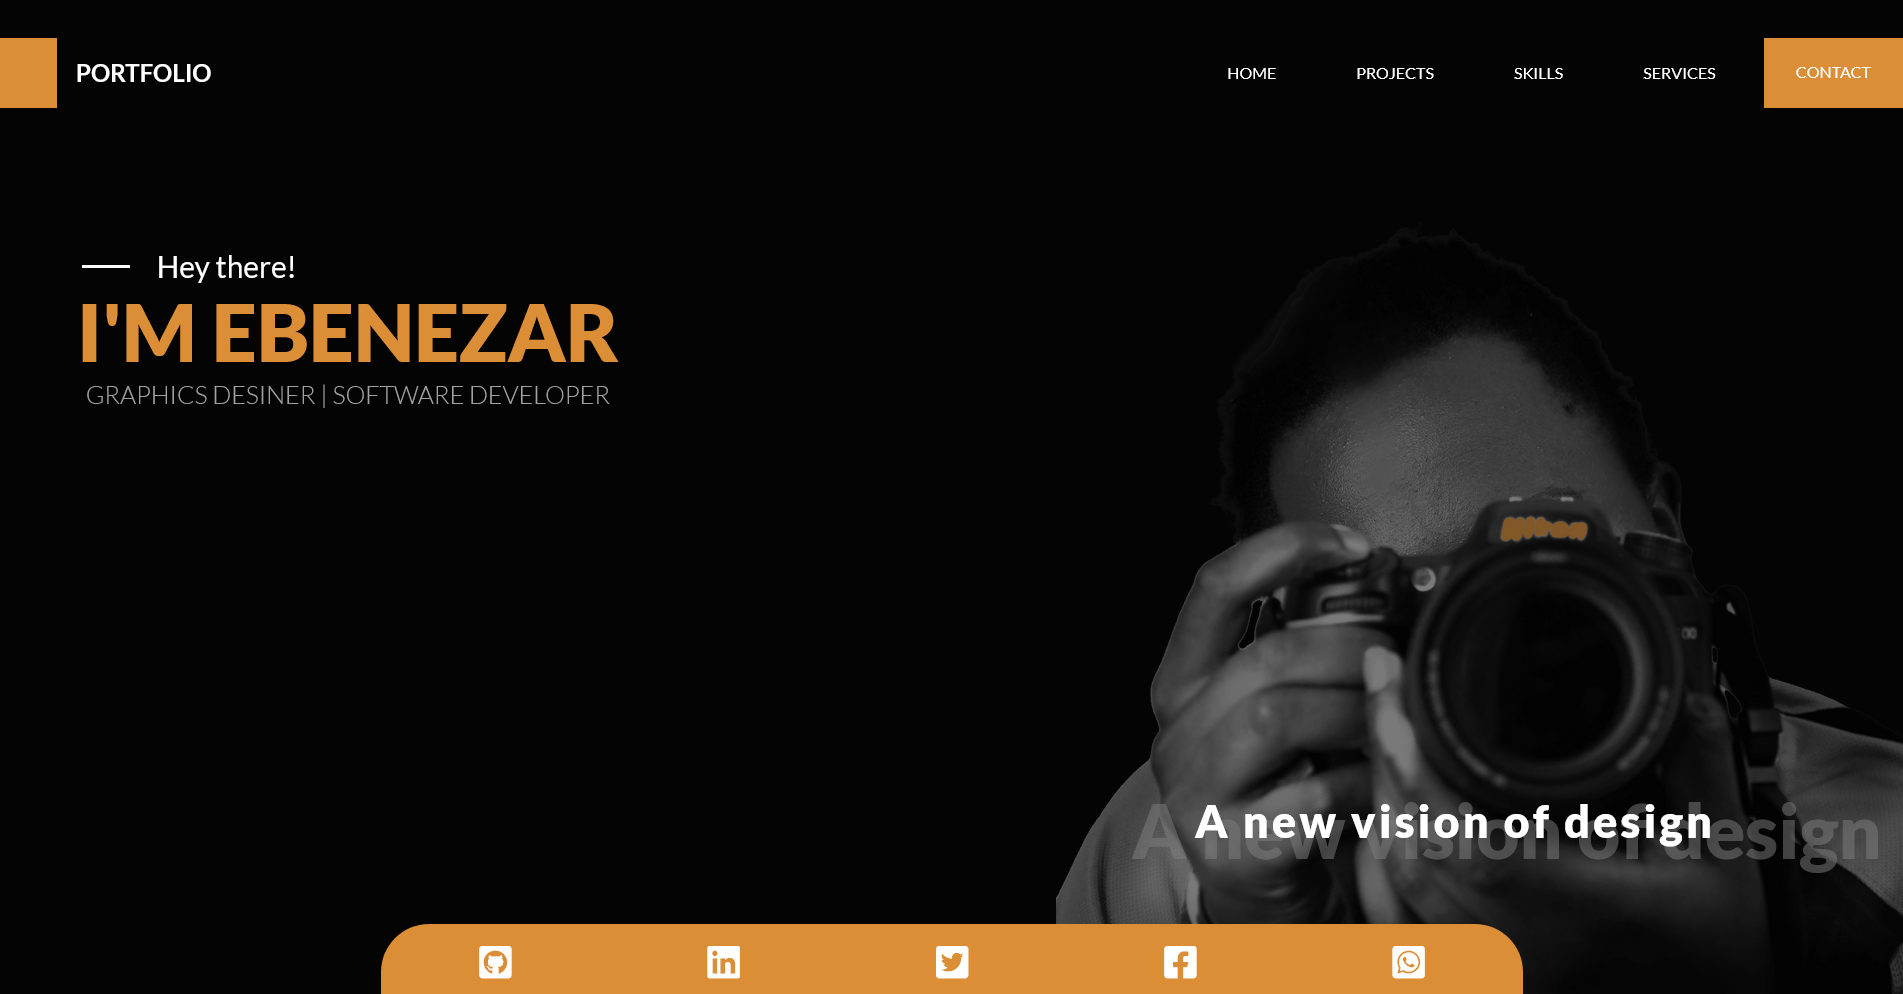 PORTFOLIO
HOME PROJECTS SKILLS SERVICES CONTACT
Hey there!
I'M EBENEZAR
GRAPHICS DESINER | SOFTWARE DEVELOPER
Nikon
A new vision of design
A new vision of design